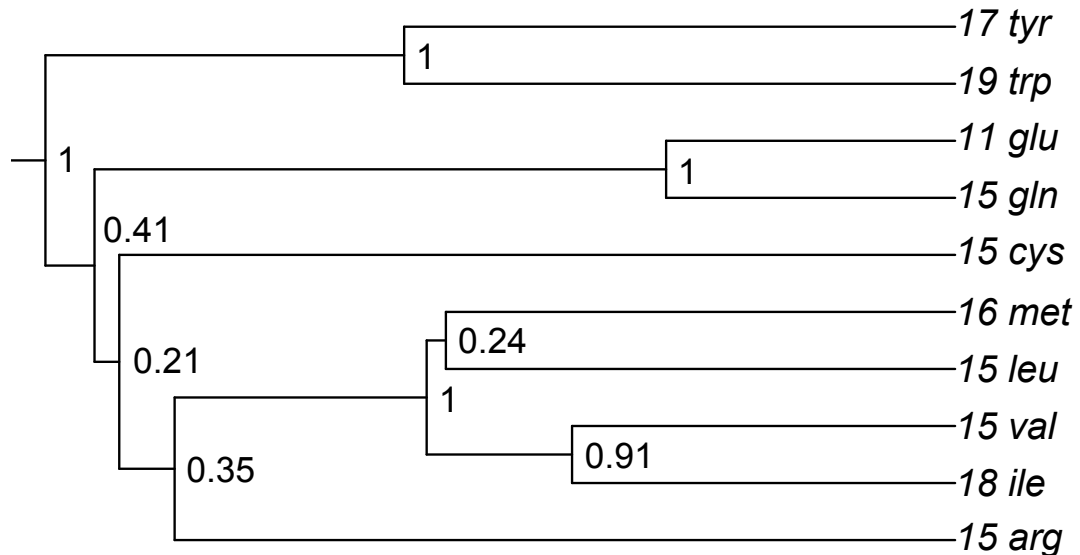 17 tyr
1
19 trp
11 glu
1
1
15 gln
0.41
15 cys
16 met
0.24
0.21
15 leu
1
15 val
0.91
0.35
18 ile
15 arg